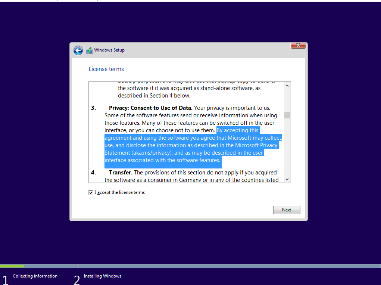 Windows Setup
License terms
the software if it was acquired as stand-alone software, as
described in Section 4 below.
3. Privacy: Consent to Use of Data. Your privacy is important to us.
Some of the software features send or receive information when using
those features. Many of these features can be switched off in the user
interface, or you can choose not to use them. By accepting this
agreement and using the software you agree that Microsoft may collect,
use, and disclose the information as described in the Microsoft Privacy
Statement (aka.ms/privacy), and as may be described in the user
interface associated with the software features.
4. Transfer. The provisions of this section do not apply if you acquired
the software as a consumer in Germany or in any of the countries listed
I accept the license terms
Next
1 Collecting information
2 Installing Windows